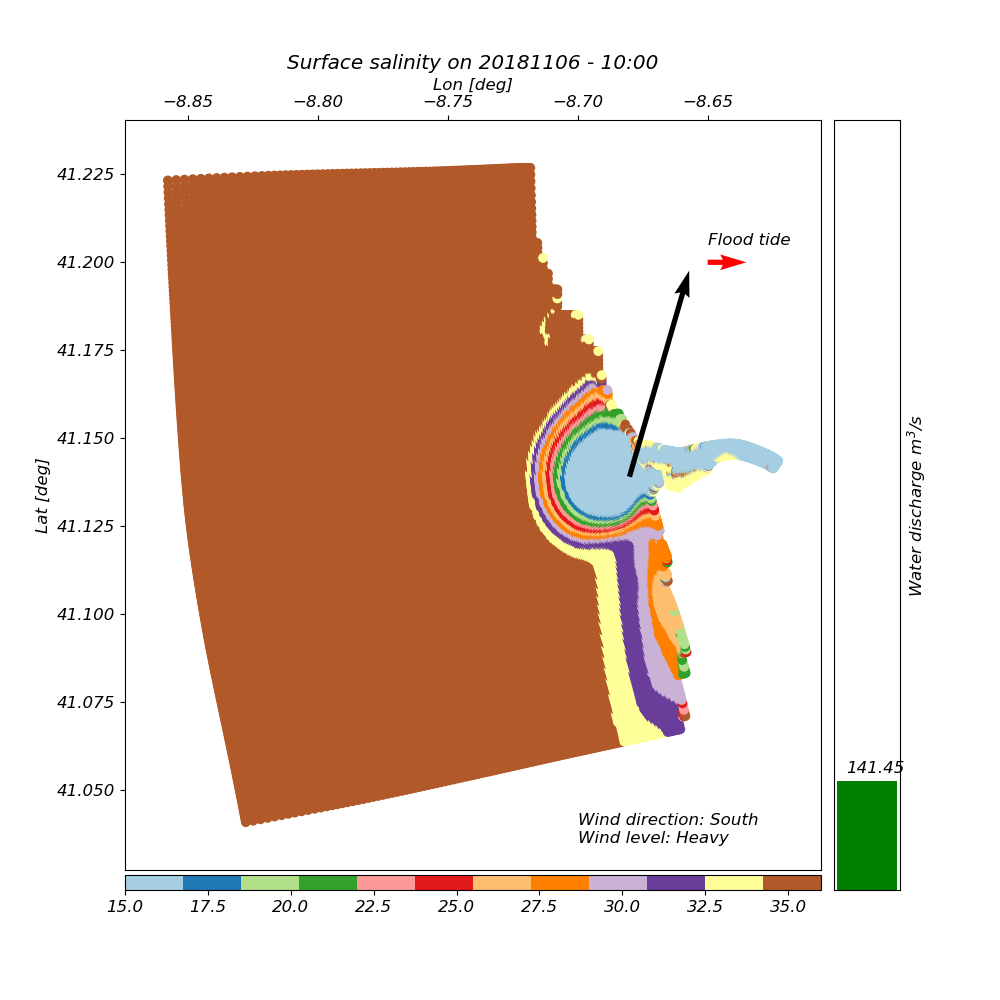 Surface salinity on 20181106 - 10:00
Lon [deg]
−8.85 −8.80 −8.75 −8.70 −8.65
41.225
41.200
41.175
41.150
41.125
41.100
41.075
41.050
Lat [deg]
Flood tide
Wind direction: South
Wind level: Heavy
141.45
Water discharge m³/s
15.0 17.5 20.0 22.5 25.0 27.5 30.0 32.5 35.0